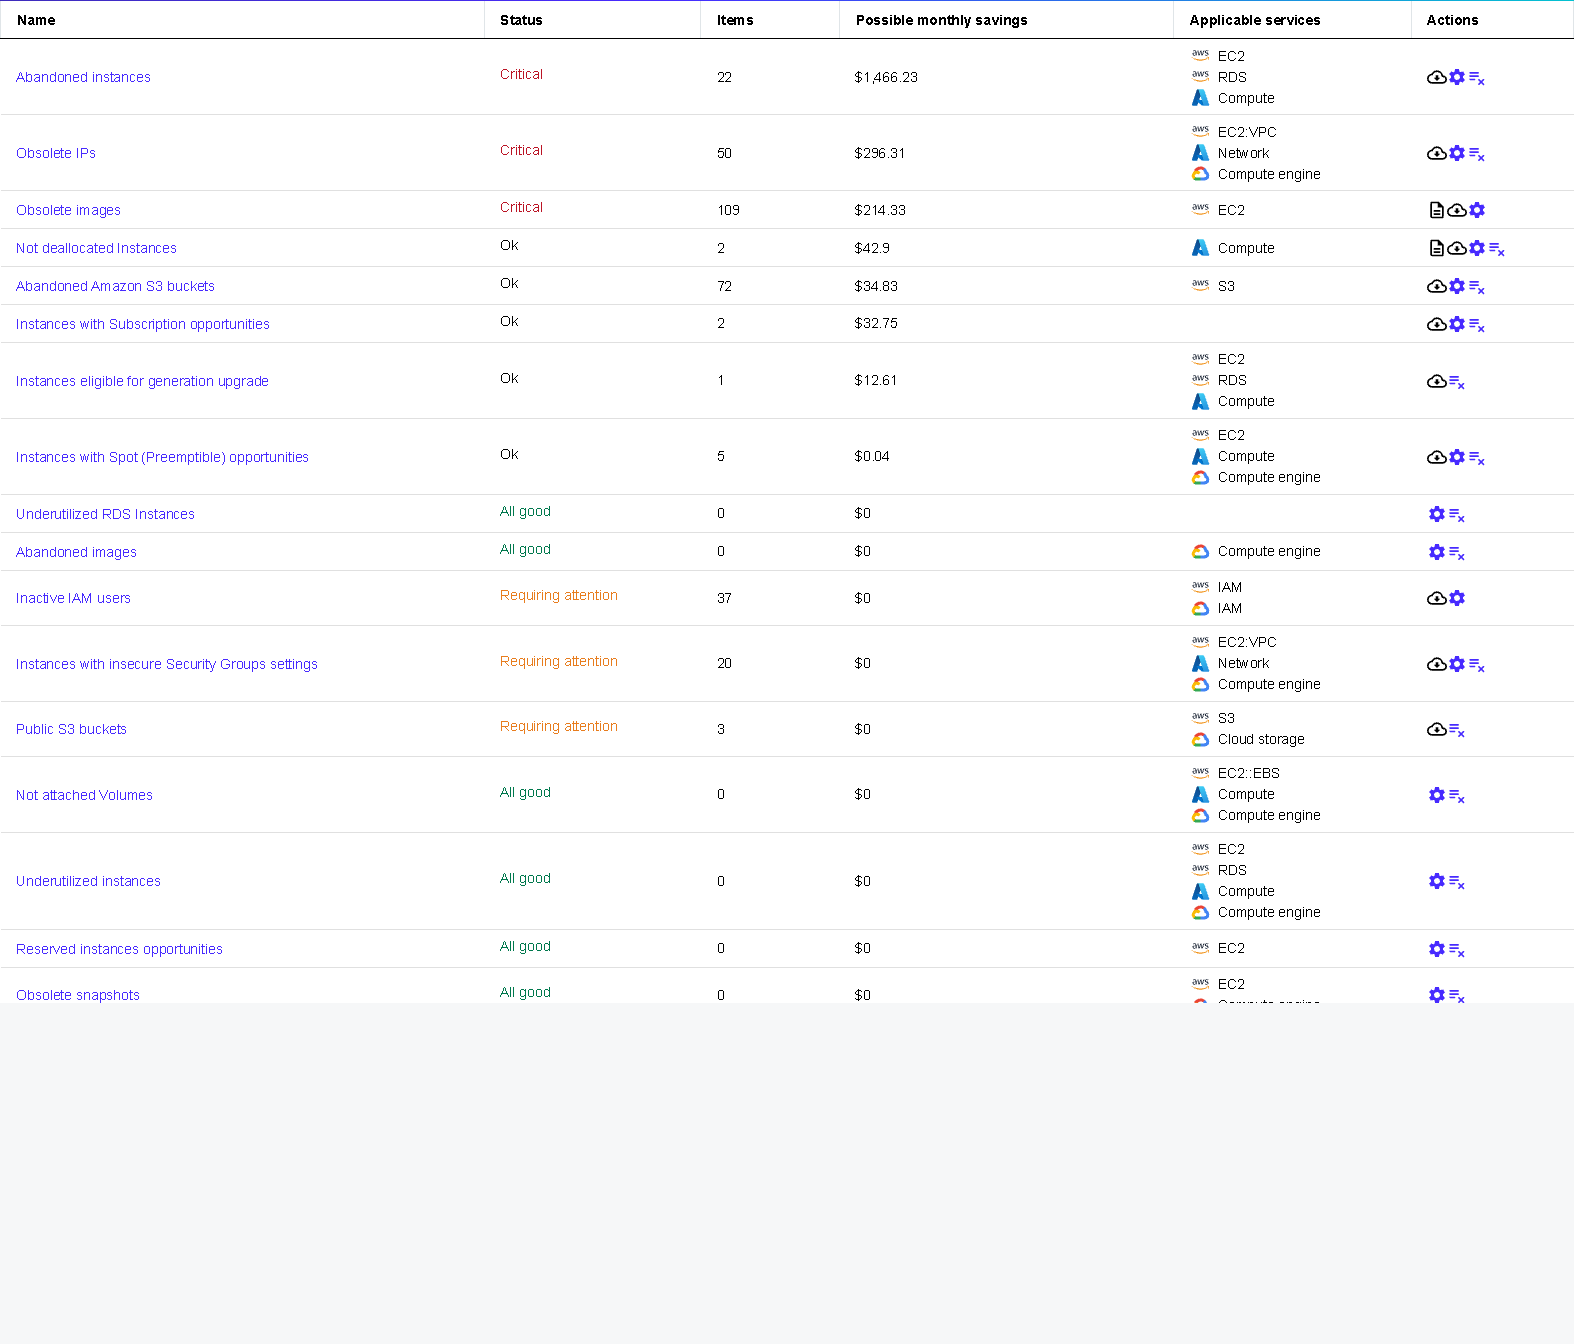 Name Status Items Possible monthly savings Applicable services Actions
aws EC2
Abandoned instances Critical 22 $1,466.23 aws RDS
Compute
aws EC2:VPC
Obsolete IPs Critical 50 $296.31 Network
Compute engine
Obsolete images Critical 109 $214.33 aws EC2
Not deallocated Instances Ok 2 $42.9 Compute
Abandoned Amazon S3 buckets Ok 72 $34.83 aws S3
Instances with Subscription opportunities Ok 2 $32.75
aws EC2
Instances eligible for generation upgrade Ok 1 $12.61 aws RDS
Compute
aws EC2
Instances with Spot (Preemptible) opportunities Ok 5 $0.04 Compute
Compute engine
Underutilized RDS Instances All good 0 $0
Abandoned images All good 0 $0 Compute engine
aws IAM
Inactive IAM users Requiring attention 37 $0
IAM
aws EC2:VPC
Instances with insecure Security Groups settings Requiring attention 20 $0 Network
Compute engine
aws S3
Public S3 buckets Requiring attention 3 $0
Cloud storage
aws EC2::EBS
Not attached Volumes All good 0 $0 Compute
Compute engine
aws EC2
aws RDS
Underutilized instances All good 0 $0
Compute
Compute engine
Reserved instances opportunities All good 0 $0 aws EC2
aws EC2
Obsolete snapshots All good 0 $0